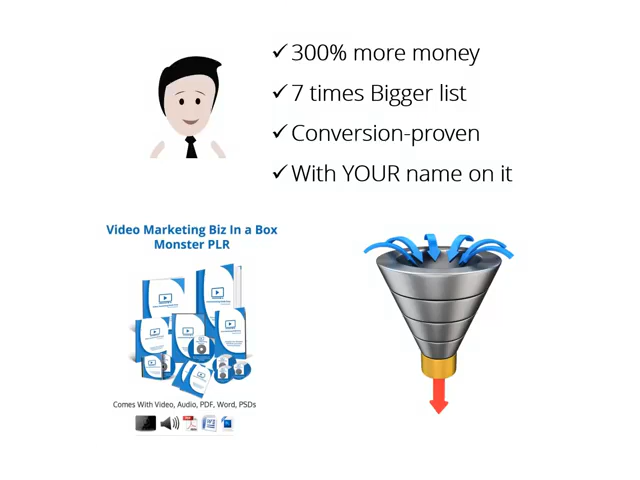 ✓300% more money
✓7 times Bigger list
✓Conversion-proven
✓With YOUR name on it
Video Marketing Biz In a Box
Monster PLR
Comes With Video, Audio, PDF, Word, PSDs